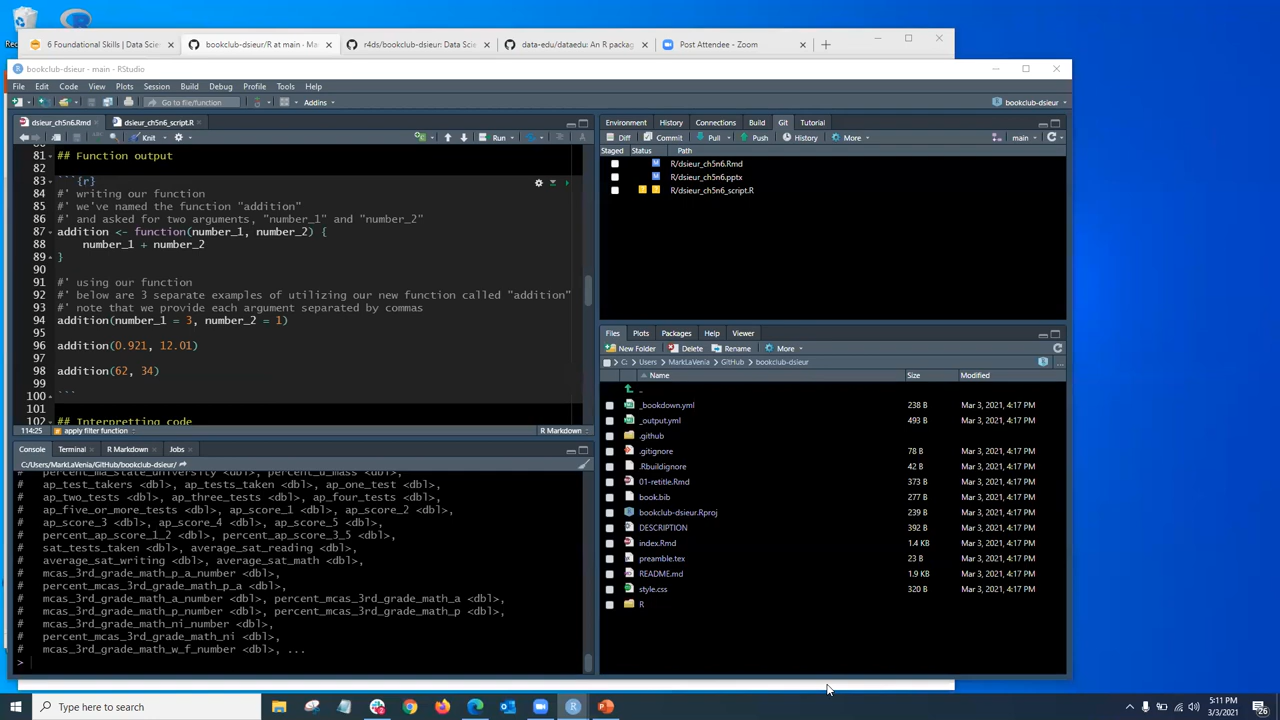 6 Foundational Skills | Data Scie
bookclub-dsieur/R at main · Ma
r4ds/bookclub-dsieur: Data Scie
data-edu/dataedu: An R packag
Post Attendee - Zoom
bookclub-dsieur - main - RStudio
File Edit Code View Plots Session Build Debug Profile Tools Help
Go to file/function Addins bookclub-dsieur
dsieur_ch5n6.Rmd dsieur_ch5n6_script.R
Knit Run
81 ## Function output
82
83 ```{r}
84 #' writing our function
85 #' we've named the function "addition"
86 #' and asked for two arguments, "number_1" and "number_2"
87 addition <- function(number_1, number_2) {
88 number_1 + number_2
89 }
90
91 #' using our function
92 #' below are 3 separate examples of utilizing our new function called "addition"
93 #' note that we provide each argument separated by commas
94 addition(number_1 = 3, number_2 = 1)
95
96 addition(0.921, 12.01)
97
98 addition(62, 34)
99
100 ```
101
102 ## Interpretting code
114:25 apply filter function R Markdown
Console Terminal R Markdown Jobs
C:/Users/MarkLaVenia/GitHub/bookclub-dsieur/
# percent_ma_state_university <dbl>, percent_u_mass <dbl>,
# ap_test_takers <dbl>, ap_tests_taken <dbl>, ap_one_test <dbl>,
# ap_two_tests <dbl>, ap_three_tests <dbl>, ap_four_tests <dbl>,
# ap_five_or_more_tests <dbl>, ap_score_1 <dbl>, ap_score_2 <dbl>,
# ap_score_3 <dbl>, ap_score_4 <dbl>, ap_score_5 <dbl>,
# percent_ap_score_1_2 <dbl>, percent_ap_score_3_5 <dbl>,
# sat_tests_taken <dbl>, average_sat_reading <dbl>,
# average_sat_writing <dbl>, average_sat_math <dbl>,
# mcas_3rd_grade_math_p_a_number <dbl>,
# percent_mcas_3rd_grade_math_p_a <dbl>,
# mcas_3rd_grade_math_a_number <dbl>, percent_mcas_3rd_grade_math_a <dbl>,
# mcas_3rd_grade_math_p_number <dbl>, percent_mcas_3rd_grade_math_p <dbl>,
# mcas_3rd_grade_math_ni_number <dbl>,
# percent_mcas_3rd_grade_math_ni <dbl>,
# mcas_3rd_grade_math_w_f_number <dbl>, ...
>
Environment History Connections Build Git Tutorial
Diff Commit Pull Push History More main
Staged Status Path
M R/dsieur_ch5n6.Rmd
M R/dsieur_ch5n6.pptx
? ? R/dsieur_ch5n6_script.R
Files Plots Packages Help Viewer
New Folder Delete Rename More
C: Users MarkLaVenia GitHub bookclub-dsieur
Name Size Modified
..
_bookdown.yml 238 B Mar 3, 2021, 4:17 PM
_output.yml 493 B Mar 3, 2021, 4:17 PM
.github
.gitignore 78 B Mar 3, 2021, 4:17 PM
.Rbuildignore 42 B Mar 3, 2021, 4:17 PM
01-retitle.Rmd 373 B Mar 3, 2021, 4:17 PM
book.bib 277 B Mar 3, 2021, 4:17 PM
bookclub-dsieur.Rproj 239 B Mar 3, 2021, 4:17 PM
DESCRIPTION 392 B Mar 3, 2021, 4:17 PM
index.Rmd 1.4 KB Mar 3, 2021, 4:17 PM
preamble.tex 23 B Mar 3, 2021, 4:17 PM
README.md 1.9 KB Mar 3, 2021, 4:17 PM
style.css 320 B Mar 3, 2021, 4:17 PM
R
Type here to search
5:11 PM
3/3/2021
26